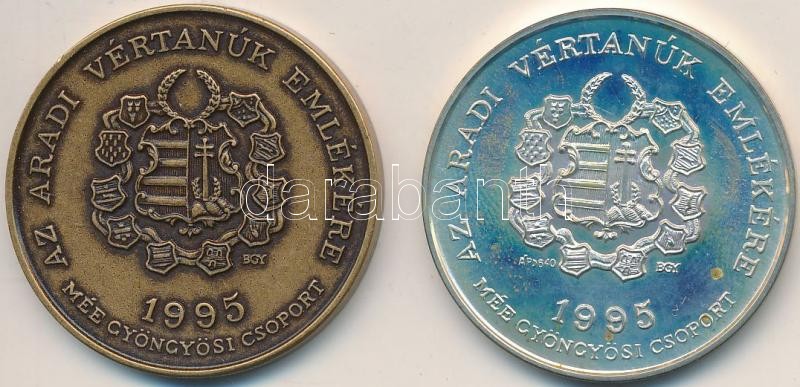 AZ ARADI VÉRTANÚK EMLÉKÉRE
BGY
1995
MÉE GYÖNGYÖSI CSOPORT
AZ ARADI VÉRTANÚK EMLÉKÉRE
BGY
1995
MÉE GYÖNGYÖSI CSOPORT
darabanth